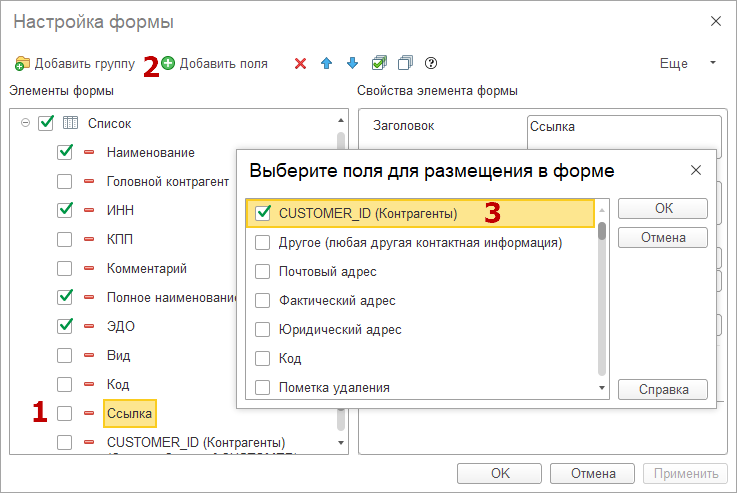 Настройка формы
Добавить группу 2 Добавить поля Еще
Элементы формы Свойства элемента формы
Список
Заголовок Ссылка
Наименование
Головной контрагент
ИНН
КПП
Комментарий
Полное наименование
ЭДО
Вид
Код
1 Ссылка
CUSTOMER_ID (Контрагенты)
Выберите поля для размещения в форме
CUSTOMER_ID (Контрагенты) 3
Другое (любая другая контактная информация)
Почтовый адрес
Фактический адрес
Юридический адрес
Код
Пометка удаления
OK
Отмена
Справка
OK Отмена Применить